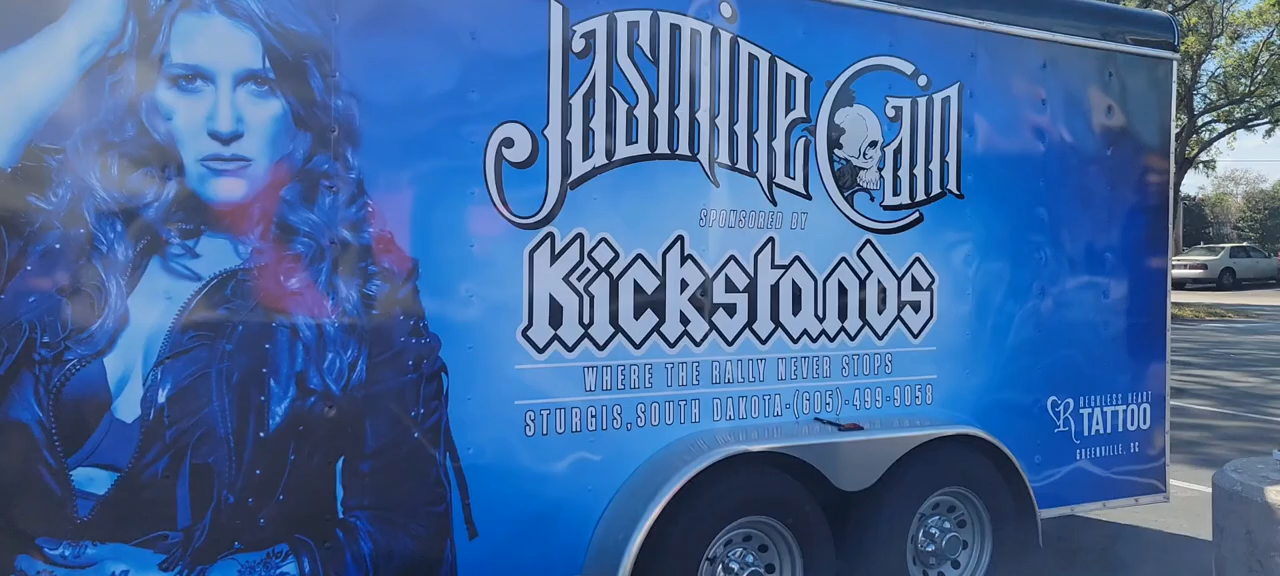 Jasmine Cain
SPONSORED BY
Kickstands
WHERE THE RALLY NEVER STOPS
STURGIS, SOUTH DAKOTA-(605)-499-9058
RECKLESS HEART
R TATTOO
GREENVILLE, SC